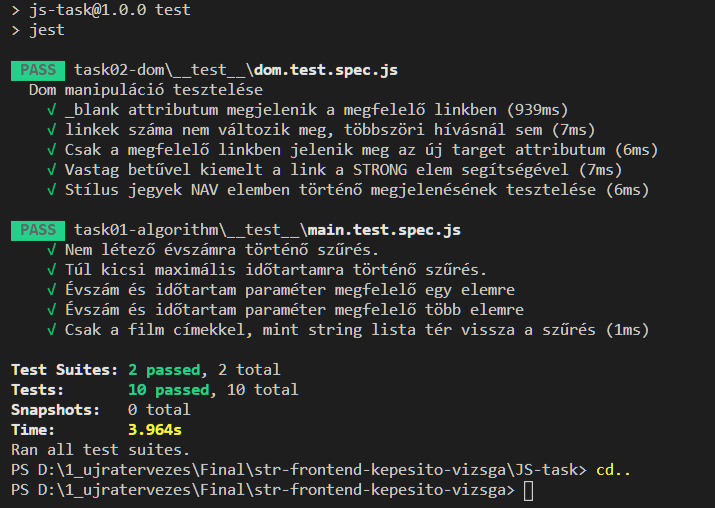 > js-task@1.0.0 test
> jest
PASS task02-dom\__test__\dom.test.spec.js
Dom manipuláció tesztelése
√ _blank attributum megjelenik a megfelelő linkben (939ms)
√ linkek száma nem változik meg, többszöri hívásnál sem (7ms)
√ Csak a megfelelő linkben jelenik meg az új target attributum (6ms)
√ Vastag betűvel kiemelt a link a STRONG elem segítségével (7ms)
√ Stílus jegyek NAV elemben történő megjelenésének tesztelése (6ms)
PASS task01-algorithm\__test__\main.test.spec.js
√ Nem létező évszámra történő szűrés.
√ Túl kicsi maximális időtartamra történő szűrés.
√ Évszám és időtartam paraméter megfelelő egy elemre
√ Évszám és időtartam paraméter megfelelő több elemre
√ Csak a film címekkel, mint string lista tér vissza a szűrés (1ms)
Test Suites: 2 passed, 2 total
Tests: 10 passed, 10 total
Snapshots: 0 total
Time: 3.964s
Ran all test suites.
PS D:\1_ujratervezes\Final\str-frontend-kepesito-vizsga\JS-task> cd..
PS D:\1_ujratervezes\Final\str-frontend-kepesito-vizsga>